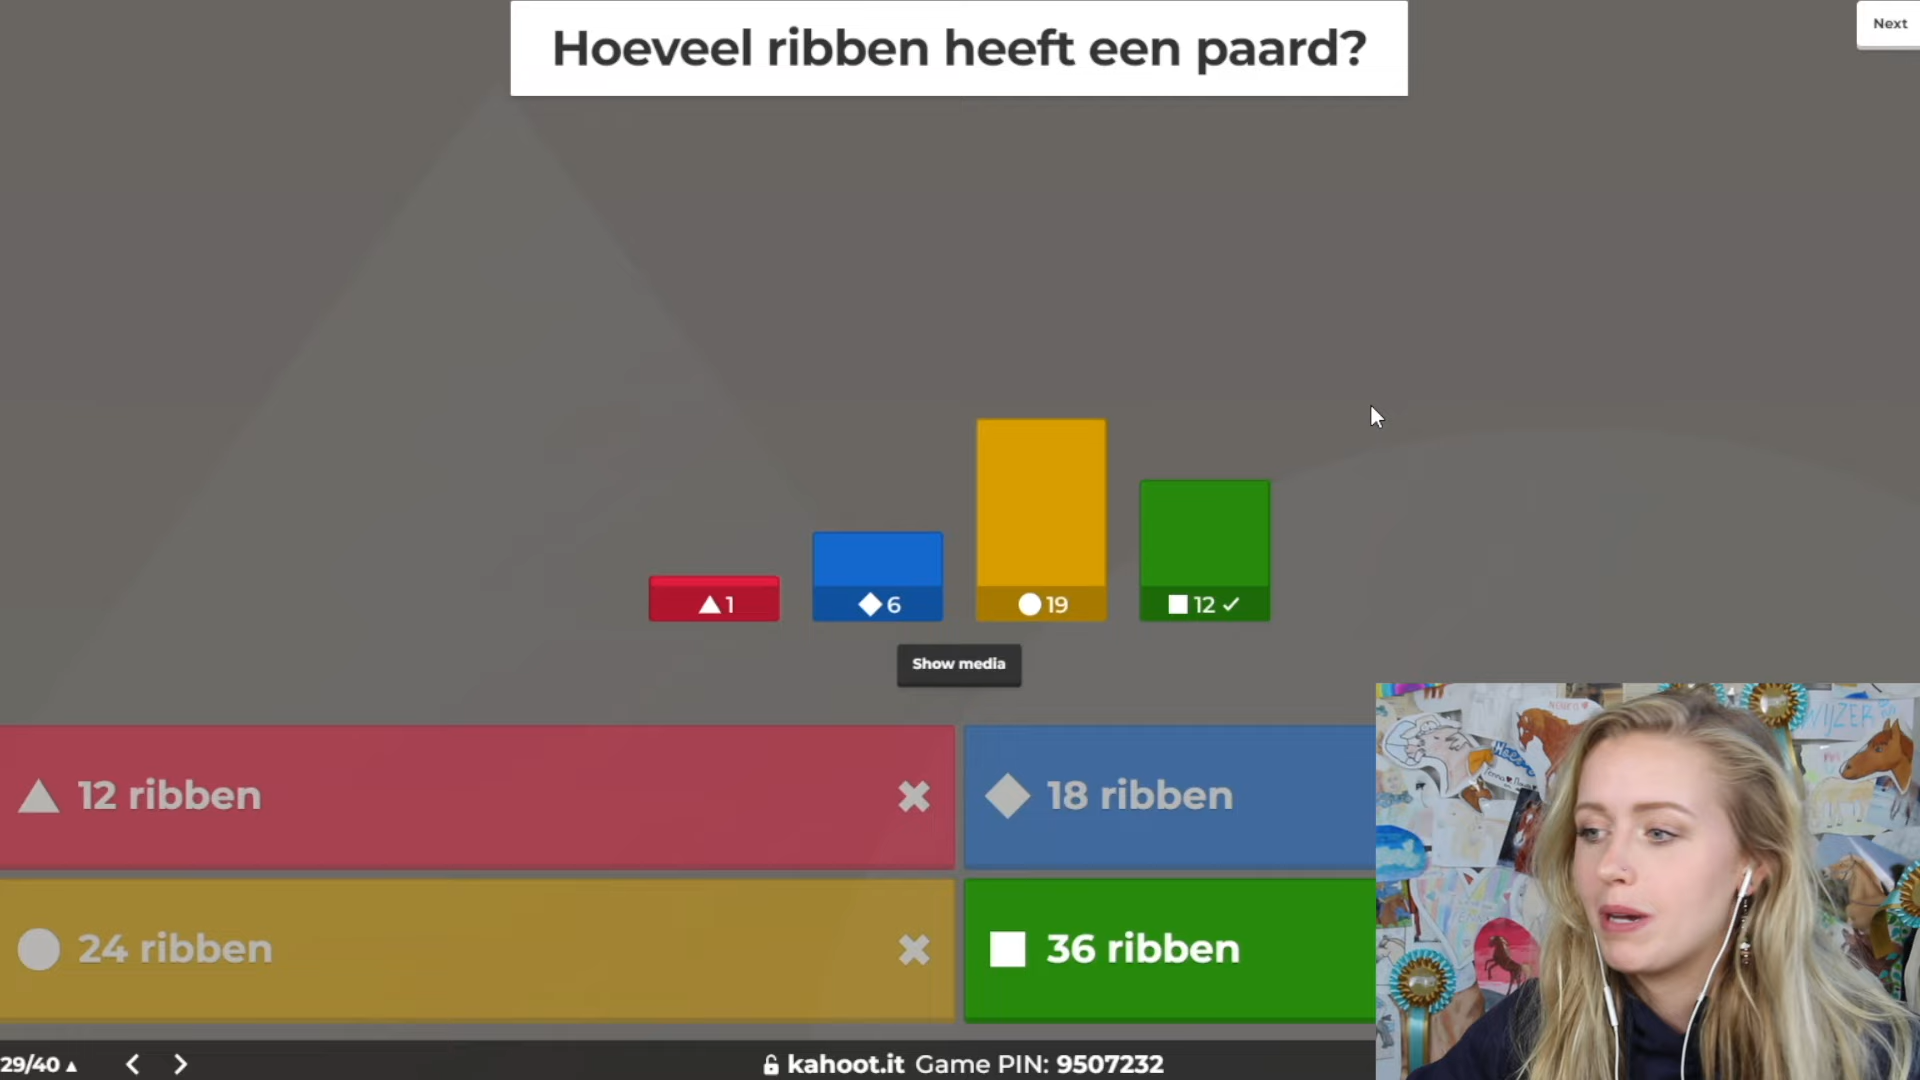 Hoeveel ribben heeft een paard?
Next
1
6
19
12
Show media
12 ribben
18 ribben
24 ribben
36 ribben
WIJZER
29/40
kahoot.it Game PIN: 9507232